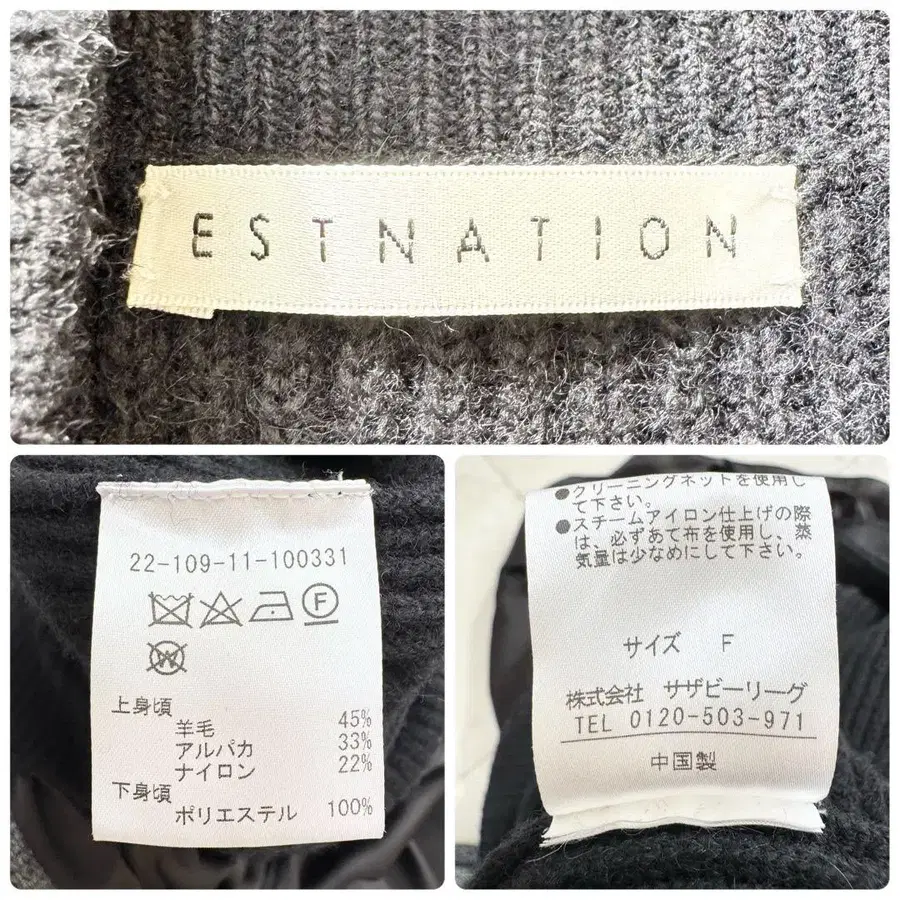 ESTNATION
22-109-11-100331
F
W
上身頃
羊毛 45%
アルパカ 33%
ナイロン 22%
下身頃
ポリエステル 100%
●クリーニングネットを使用し
て下さい。
●スチームアイロン仕上げの際
は、必ずあて布を使用し、蒸
気量は少なめにして下さい。
サイズ F
株式会社 サザビーリーグ
TEL 0120-503-971
中国製